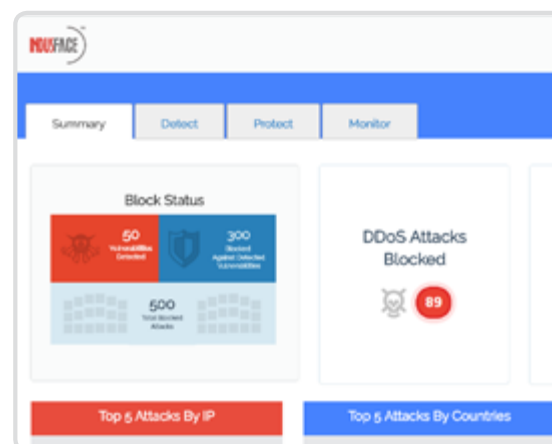 INDUSFACE
Summary
Detect
Protect
Monitor
Block Status
50
Vulnerabilities
Detected
300
Blocked
Against Detected
Vulnerabilities
500
Total Blocked
Attacks
DDoS Attacks
Blocked
89
Top 5 Attacks By IP
Top 5 Attacks By Countries